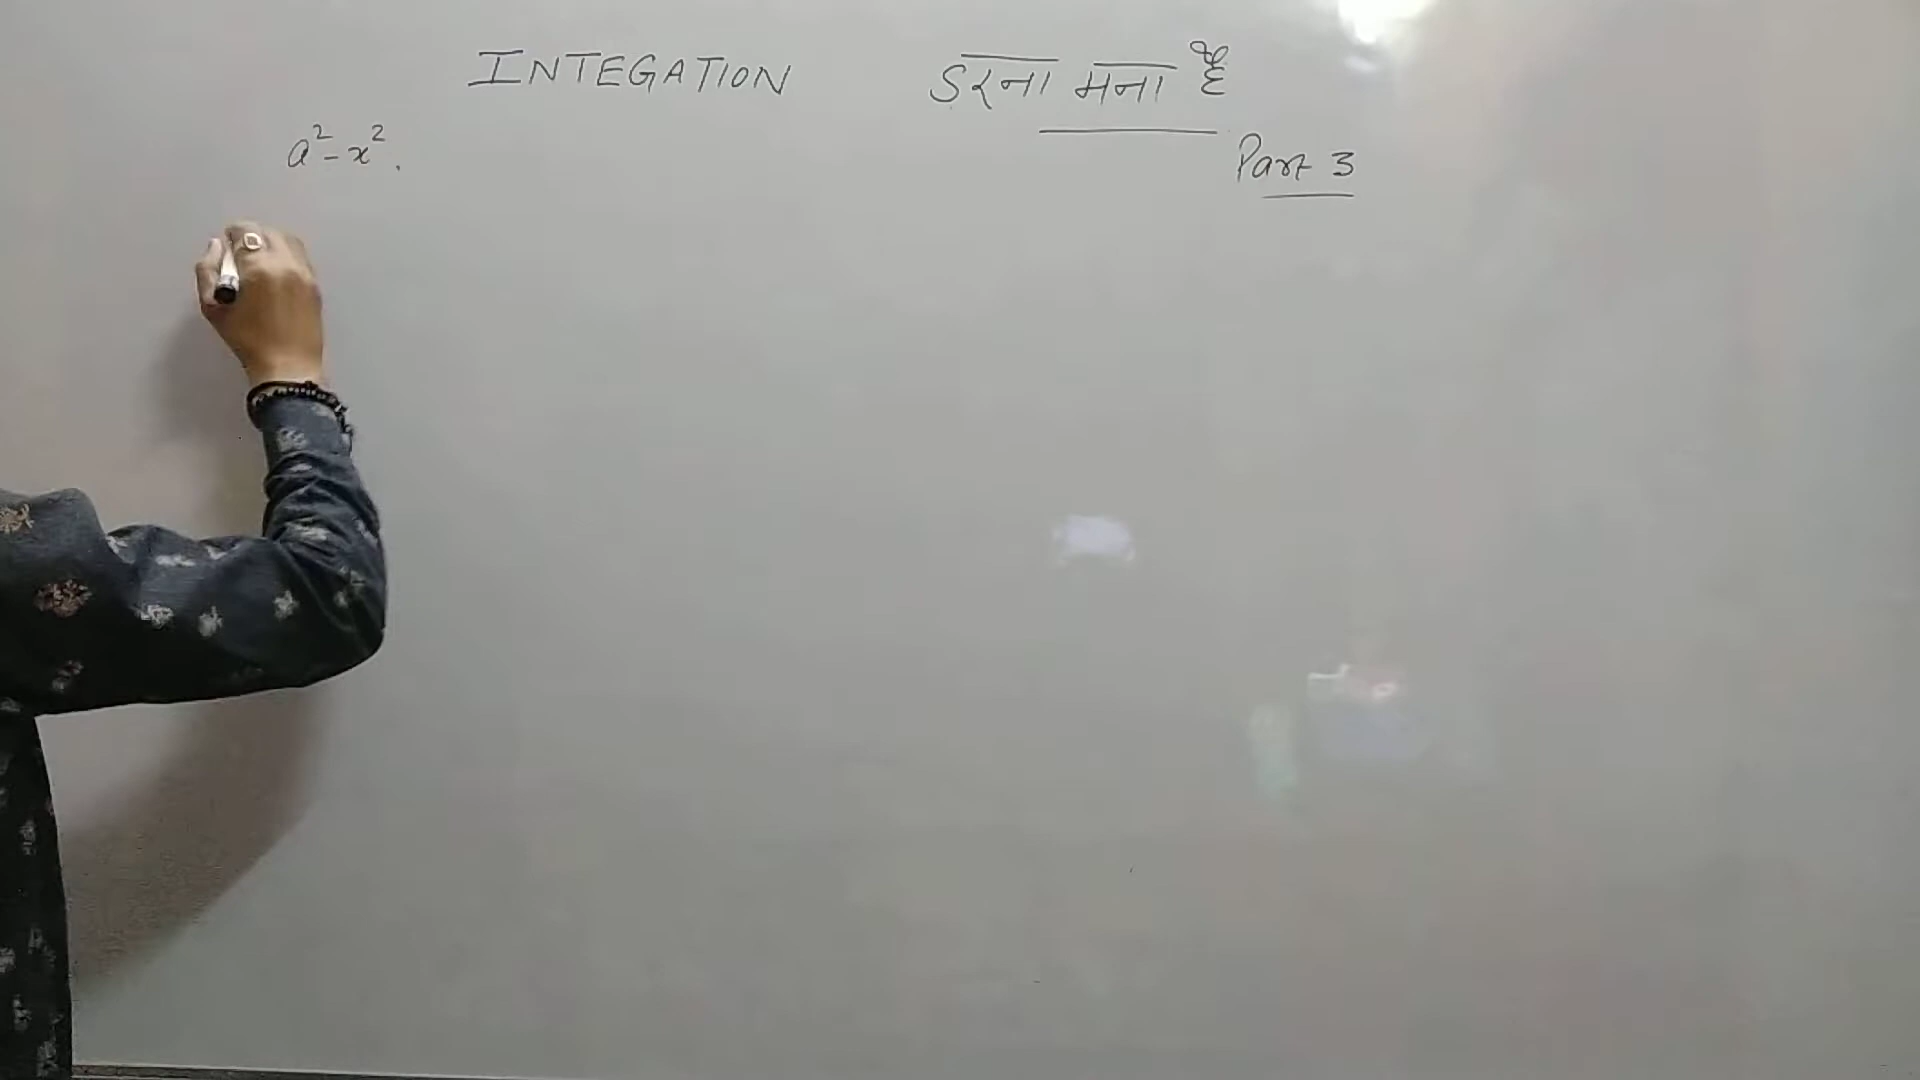 INTEGATION डरना मना है
a²-x².
Part 3